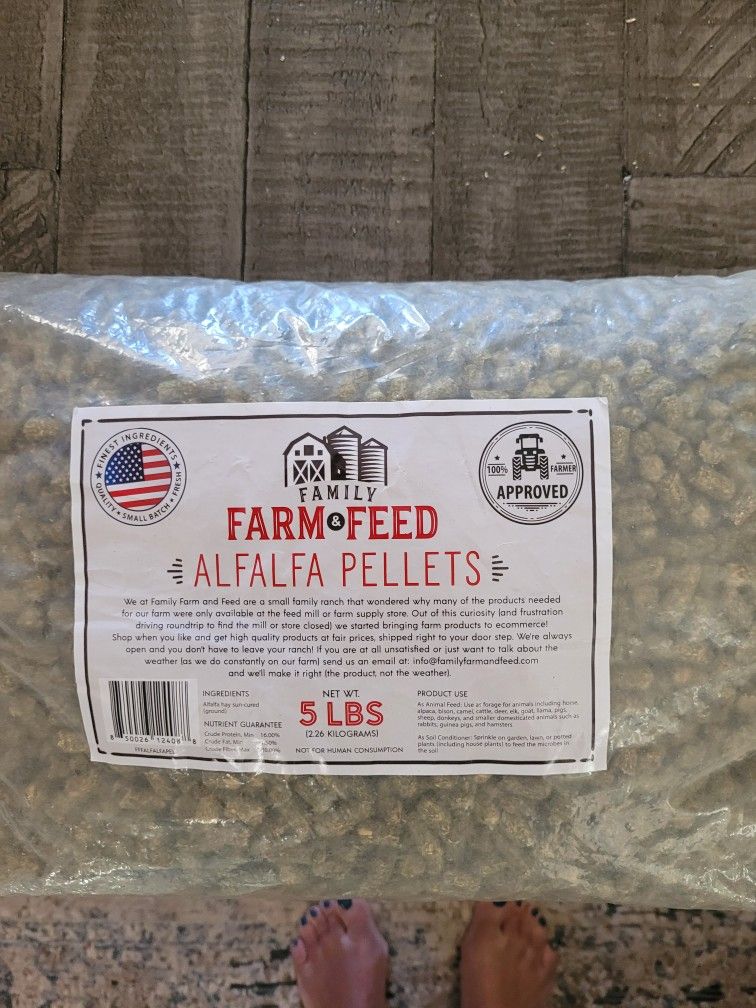 FINEST INGREDIENTS
QUALITY ★ SMALL BATCH ★ FRESH
FAMILY
FARM & FEED
100% FARMER
APPROVED
ALFALFA PELLETS
We at Family Farm and Feed are a small family ranch that wondered why many of the products needed
for our farm were only available at the feed mill or farm supply store. Out of this curiosity (and frustration
driving roundtrip to find the mill or store closed) we started bringing farm products to ecommerce!
Shop when you like and get high quality products at fair prices, shipped right to your door step. We're always
open and you don't have to leave your ranch! If you are at all unsatisfied or just want to talk about the
weather (as we do constantly on our farm) send us an email at: info@familyfarmandfeed.com
and we'll make it right (the product, not the weather).
INGREDIENTS
Alfalfa hay sun-cured
(ground)
NUTRIENT GUARANTEE
Crude Protein, Min 16.00%
Crude Fat, Min
Crude Fiber, Max
8 50026 12408 8
NET WT.
5 LBS
(2.26 KILOGRAMS)
NOT FOR HUMAN CONSUMPTION
PRODUCT USE
As Animal Feed: Use as forage for animals including horse,
alpaca, bison, camel, cattle, deer, elk, goat, llama, pigs,
sheep, donkeys, and smaller domesticated animals such as
rabbits, guinea pigs, and hamsters.
As Soil Conditioner: Sprinkle on garden, lawn, or potted
plants (including house plants) to feed the microbes in
the soil